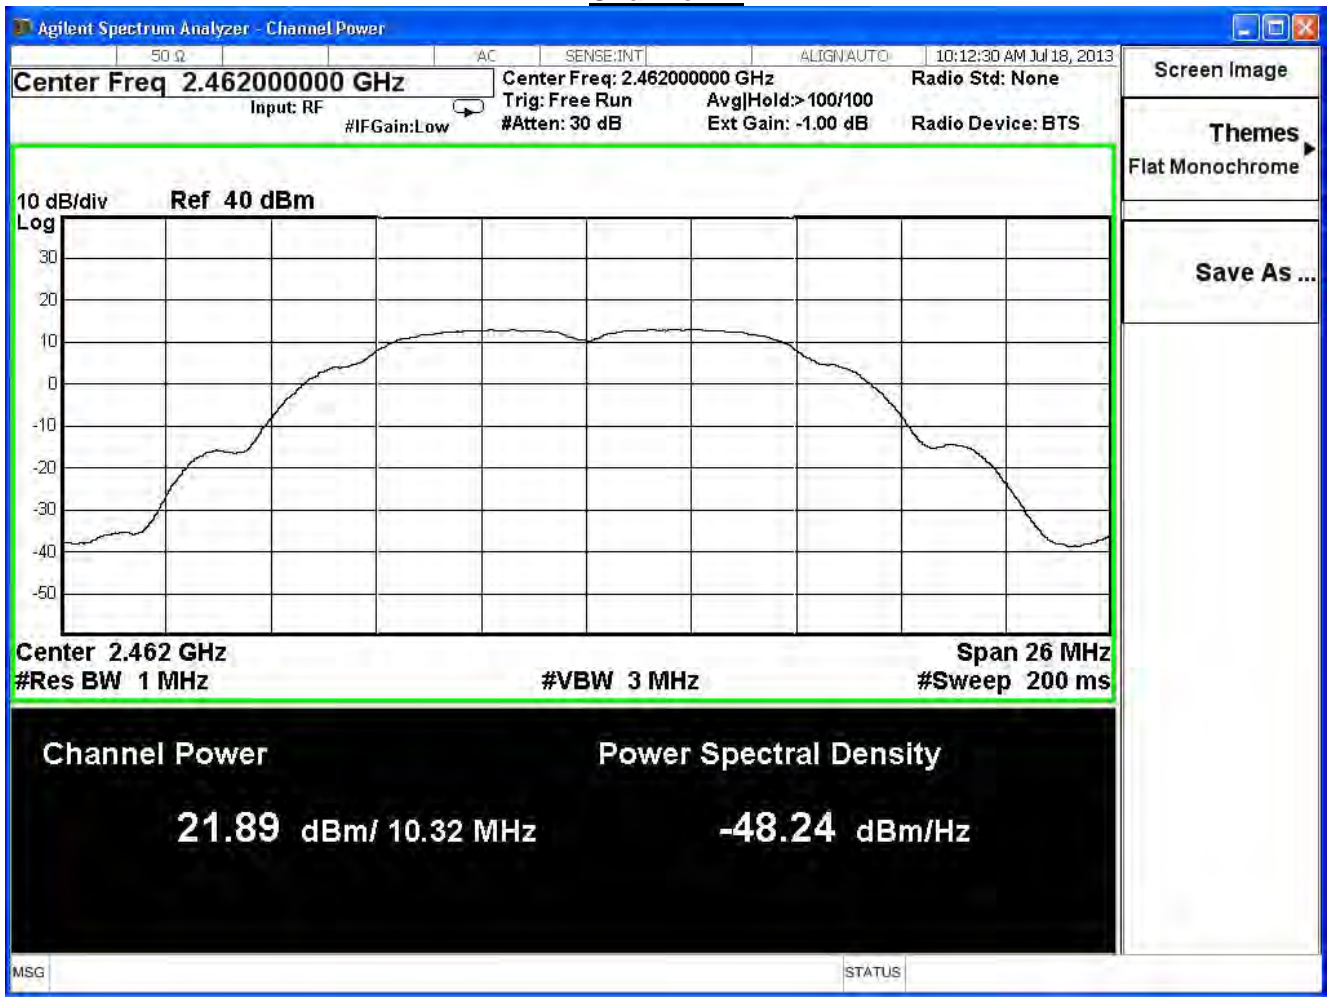 Agilent Spectrum Analyzer - Channel Power
50 Ω AC SENSE:INT ALIGN AUTO 10:12:30 AM Jul 18, 2013
Center Freq 2.462000000 GHz
Input: RF
#IFGain:Low
Center Freq: 2.462000000 GHz
Trig: Free Run Avg|Hold:>100/100
#Atten: 30 dB Ext Gain: -1.00 dB
Radio Std: None
Radio Device: BTS
10 dB/div Ref 40 dBm
Log
30
20
10
0
-10
-20
-30
-40
-50
Center 2.462 GHz Span 26 MHz
#Res BW 1 MHz #VBW 3 MHz #Sweep 200 ms
Channel Power Power Spectral Density
21.89 dBm/ 10.32 MHz -48.24 dBm/Hz
MSG STATUS
Screen Image
Themes
Flat Monochrome
Save As ...